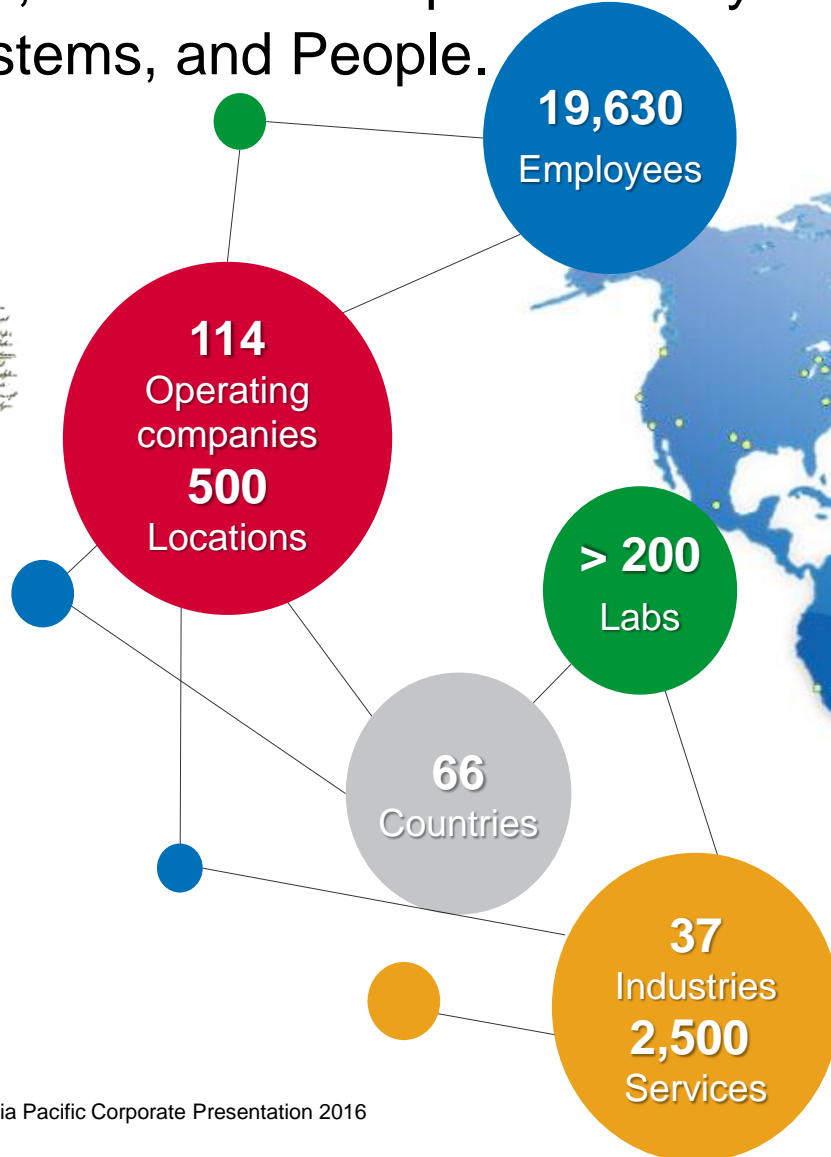 stems, and People.
19,630
Employees
114
Operating
companies
500
Locations
> 200
Labs
66
Countries
37
Industries
2,500
Services
ia Pacific Corporate Presentation 2016